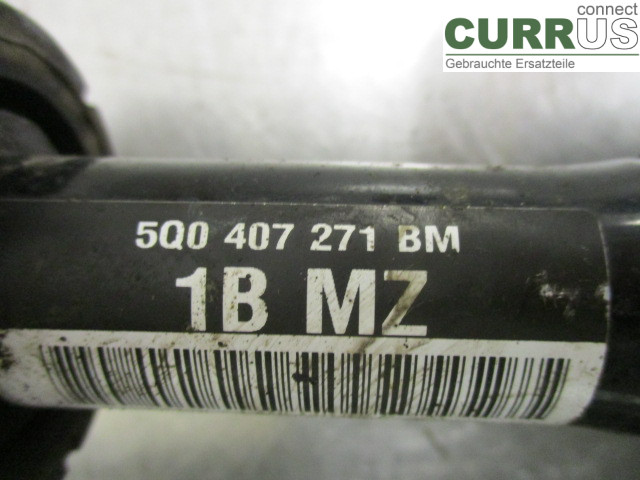 connect
CURRUS
Gebrauchte Ersatzteile
5Q0 407 271 BM
1B MZ